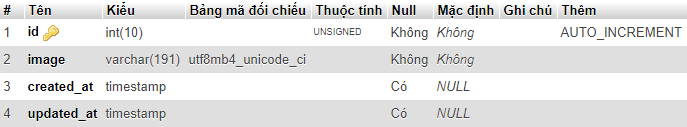 # Tên Kiểu Bảng mã đối chiếu Thuộc tính Null Mặc định Ghi chú Thêm
1 id int(10) UNSIGNED Không Không AUTO_INCREMENT
2 image varchar(191) utf8mb4_unicode_ci Không Không
3 created_at timestamp Có NULL
4 updated_at timestamp Có NULL